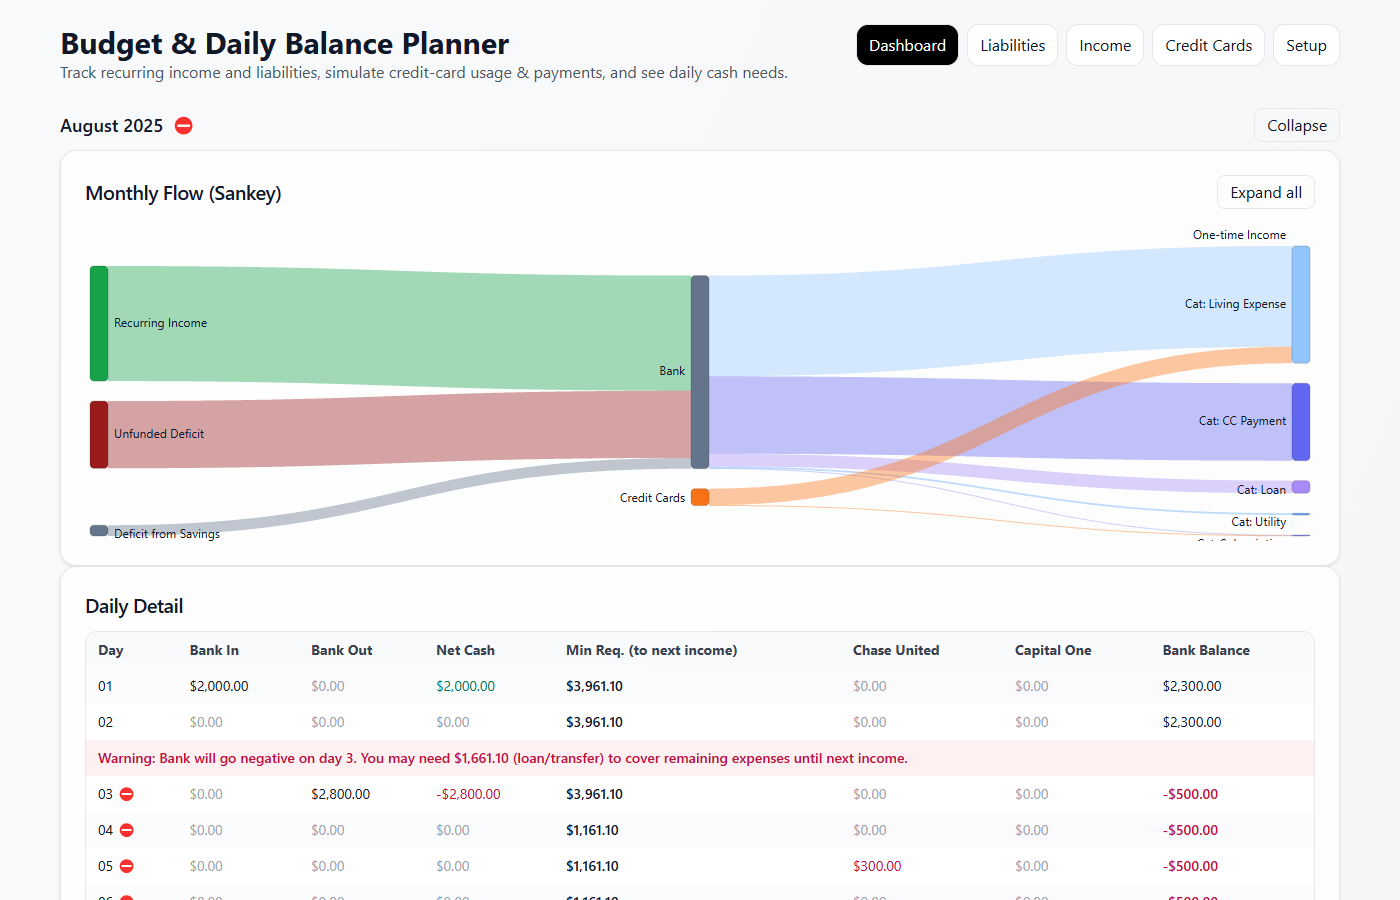 Budget & Daily Balance Planner
Track recurring income and liabilities, simulate credit-card usage & payments, and see daily cash needs.
Dashboard Liabilities Income Credit Cards Setup
August 2025
Collapse
Monthly Flow (Sankey)
Expand all
One-time Income
Cat: Living Expense
Recurring Income
Bank
Cat: CC Payment
Unfunded Deficit
Cat: Loan
Credit Cards
Cat: Utility
Deficit from Savings
Daily Detail
Day Bank In Bank Out Net Cash Min Req. (to next income) Chase United Capital One Bank Balance
01 $2,000.00 $0.00 $2,000.00 $3,961.10 $0.00 $0.00 $2,300.00
02 $0.00 $0.00 $0.00 $3,961.10 $0.00 $0.00 $2,300.00
Warning: Bank will go negative on day 3. You may need $1,661.10 (loan/transfer) to cover remaining expenses until next income.
03 $0.00 $2,800.00 -$2,800.00 $3,961.10 $0.00 $0.00 -$500.00
04 $0.00 $0.00 $0.00 $1,161.10 $0.00 $0.00 -$500.00
05 $0.00 $0.00 $0.00 $1,161.10 $300.00 $0.00 -$500.00